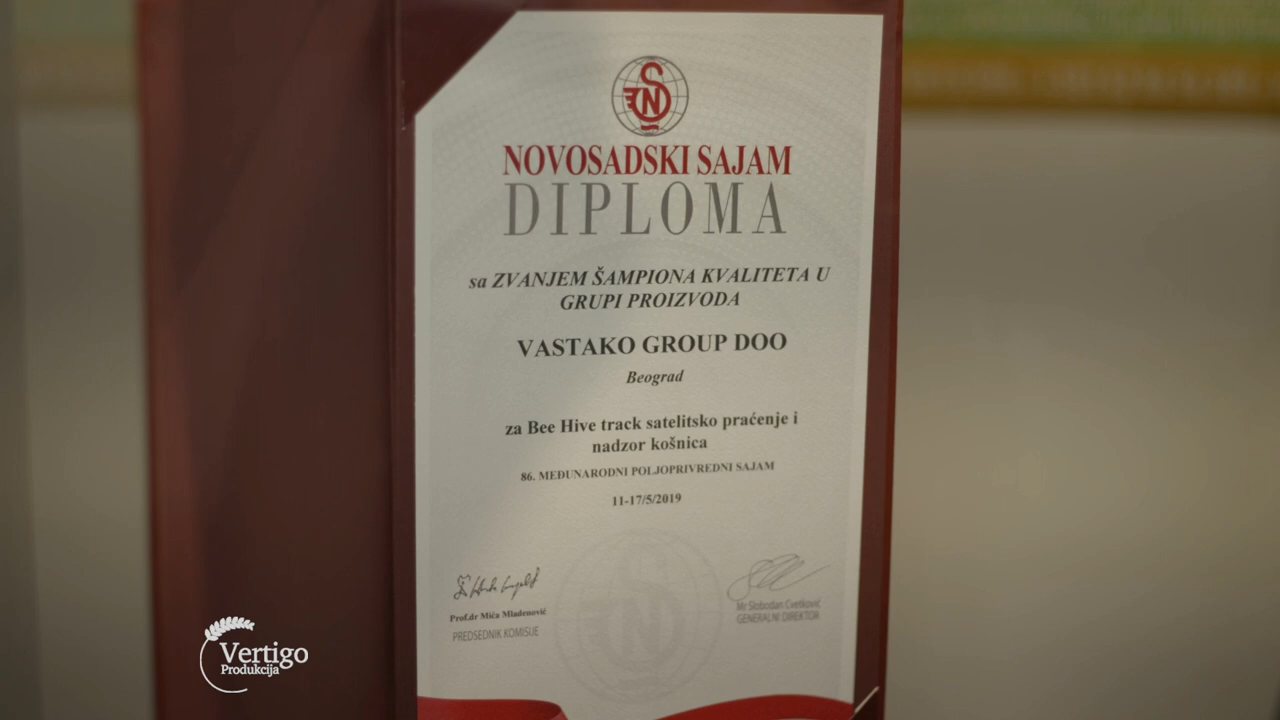 NOVOSADSKI SAJAM
DIPLOMA
sa ZVANJEM ŠAMPIONA KVALITETA U
GRUPI PROIZVODA
VASTAKO GROUP DOO
Beograd
za Bee Hive track satelitsko praćenje i
nadzor košnica
86. MEĐUNARODNI POLJOPRIVREDNI SAJAM
11-17/5/2019
Prof.dr Mića Mladenović
PREDSEDNIK KOMISIJE
Mr Slobodan Cvetković
GENERALNI DIREKTOR
Vertigo
Produkcija